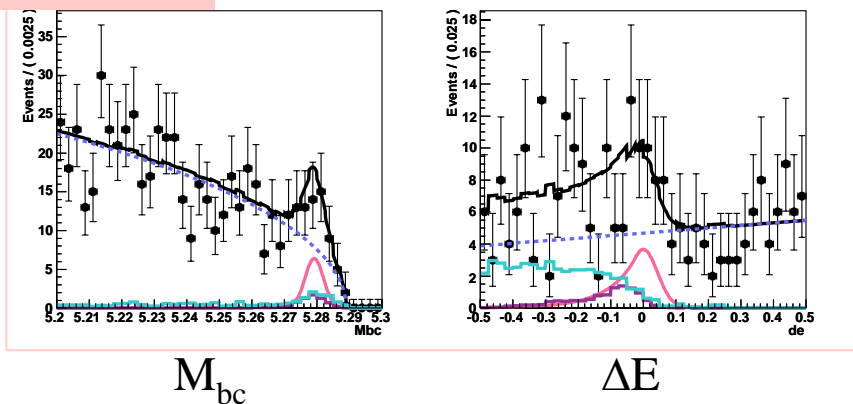 Events / ( 0.0025 )
35
30
25
20
15
10
5
0
5.2 5.21 5.22 5.23 5.24 5.25 5.26 5.27 5.28 5.29 5.3
Mbc
Events / ( 0.025 )
18
16
14
12
10
8
6
4
2
0
-0.5 -0.4 -0.3 -0.2 -0.1 0 0.1 0.2 0.3 0.4 0.5
de
M_bc
ΔE